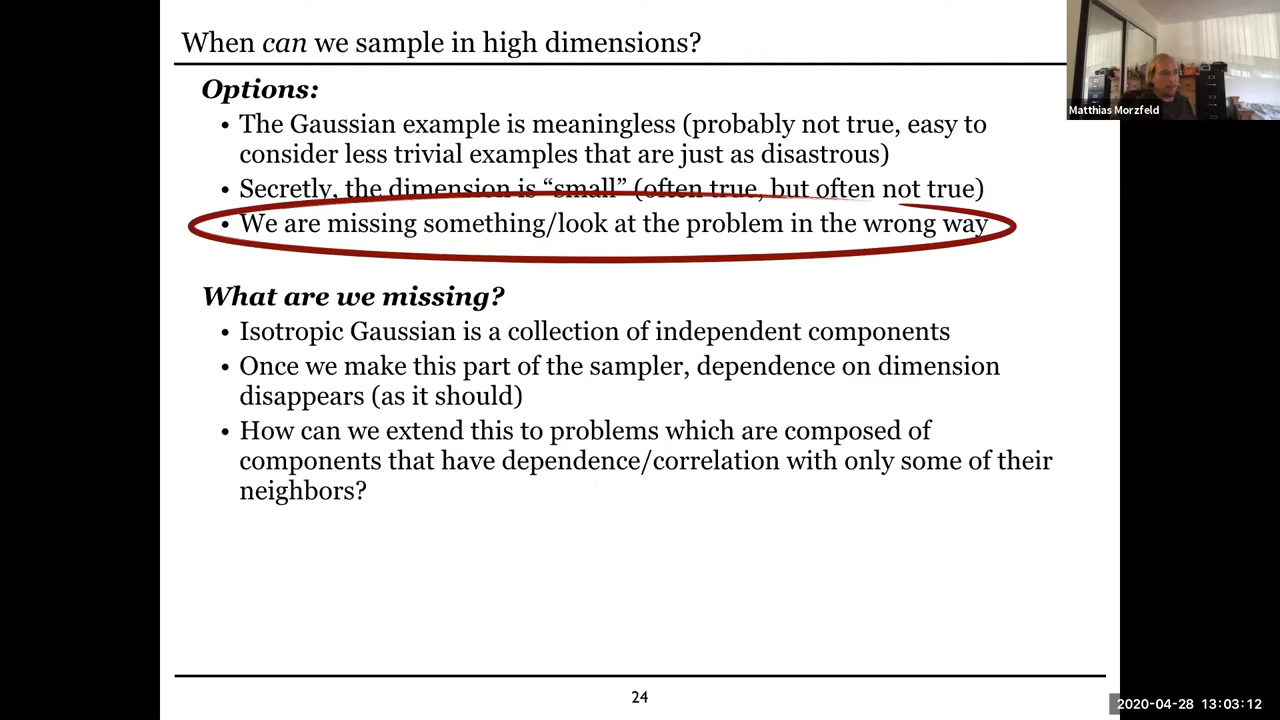 When can we sample in high dimensions?
Matthias Morzfeld
Options:
• The Gaussian example is meaningless (probably not true, easy to
consider less trivial examples that are just as disastrous)
• Secretly, the dimension is “small” (often true, but often not true)
• We are missing something/look at the problem in the wrong way
What are we missing?
• Isotropic Gaussian is a collection of independent components
• Once we make this part of the sampler, dependence on dimension
disappears (as it should)
• How can we extend this to problems which are composed of
components that have dependence/correlation with only some of their
neighbors?
24
2020-04-28 13:03:12